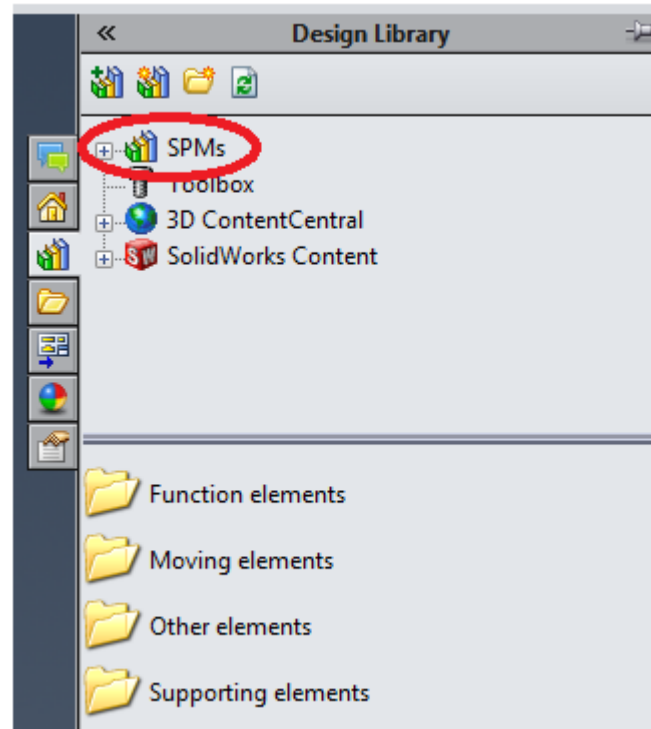 Design Library
SPMs
Toolbox
3D ContentCentral
SolidWorks Content
Function elements
Moving elements
Other elements
Supporting elements